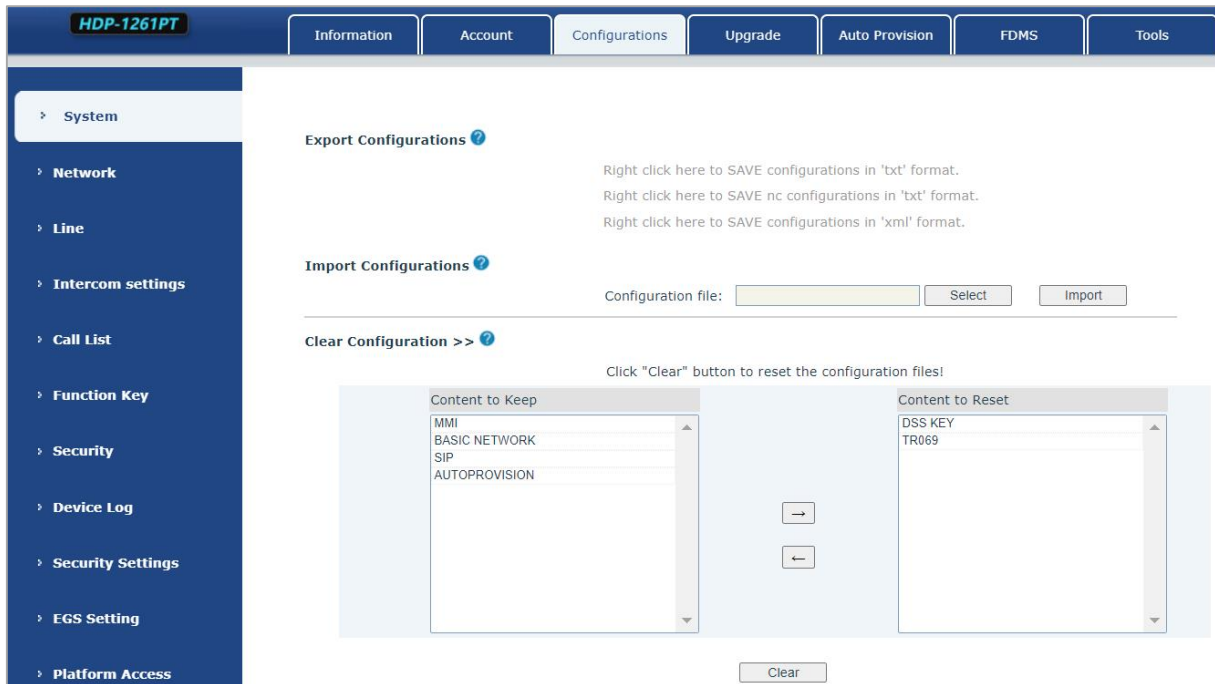 HDP-1261PT
Information Account Configurations Upgrade Auto Provision FDMS Tools
System
Network
Line
Intercom settings
Call List
Function Key
Security
Device Log
Security Settings
EGS Setting
Platform Access
Export Configurations ?
Right click here to SAVE configurations in 'txt' format.
Right click here to SAVE nc configurations in 'txt' format.
Right click here to SAVE configurations in 'xml' format.
Import Configurations ?
Configuration file: Select Import
Clear Configuration >> ?
Click "Clear" button to reset the configuration files!
Content to Keep
MMI
BASIC NETWORK
SIP
AUTOPROVISION
→
←
Content to Reset
DSS KEY
TR069
Clear